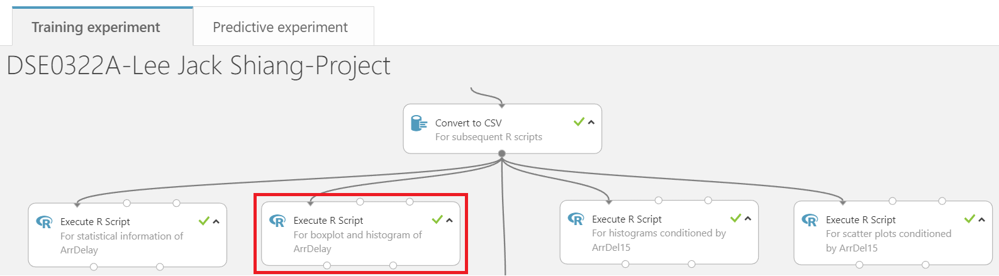 Training experiment
Predictive experiment
DSE0322A-Lee Jack Shiang-Project
Convert to CSV
For subsequent R scripts
Execute R Script
For statistical information of
ArrDelay
Execute R Script
For boxplot and histogram of
ArrDelay
Execute R Script
For histograms conditioned by
ArrDel15
Execute R Script
For scatter plots conditioned
by ArrDel15